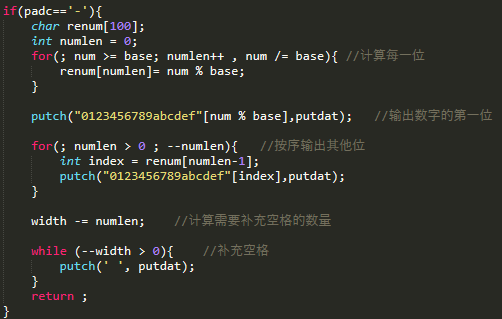 if(padc=='-'){
char renum[100];
int numlen = 0;
for(; num >= base; numlen++ , num /= base){ //计算每一位
renum[numlen]= num % base;
}
putch("0123456789abcdef"[num % base],putdat); //输出数字的第一位
for(; numlen > 0 ; --numlen){ //按序输出其他位
int index = renum[numlen-1];
putch("0123456789abcdef"[index],putdat);
}
width -= numlen; //计算需要补充空格的数量
while (--width > 0){ //补充空格
putch(' ', putdat);
}
return ;
}